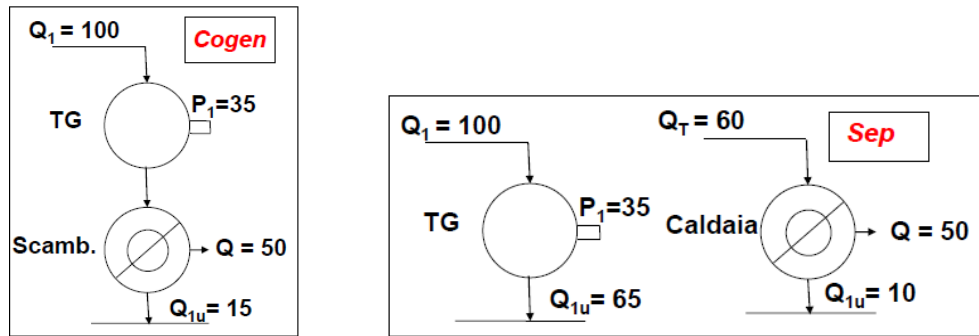 Q₁ = 100
Cogen
TG
P₁=35
Scamb.
Q = 50
Q₁ᵤ = 15
Q₁ = 100
Q_T = 60
Sep
TG
P₁=35
Caldaia
Q = 50
Q₁ᵤ = 65
Q₁ᵤ = 10